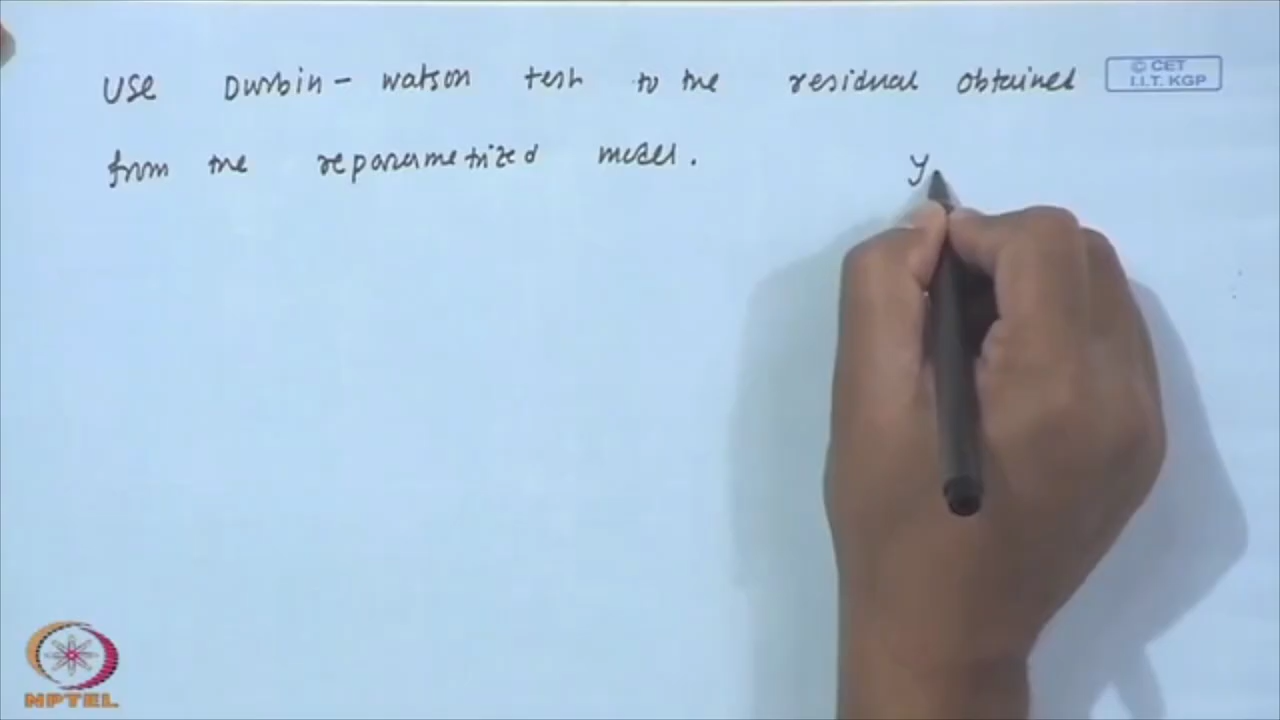 USE Durbin - watson test to the residual obtained
© CET
I.I.T. KGP
from the reparametrized model.
y
NPTEL